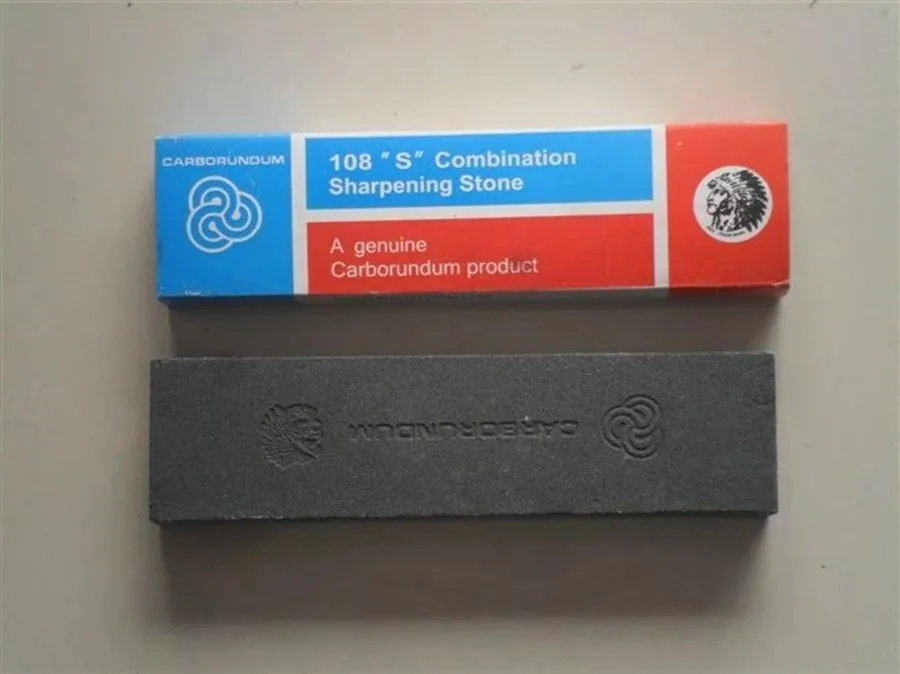 CARBORUNDUM
108 "S" Combination
Sharpening Stone
A genuine
Carborundum product
CARBORUNDUM